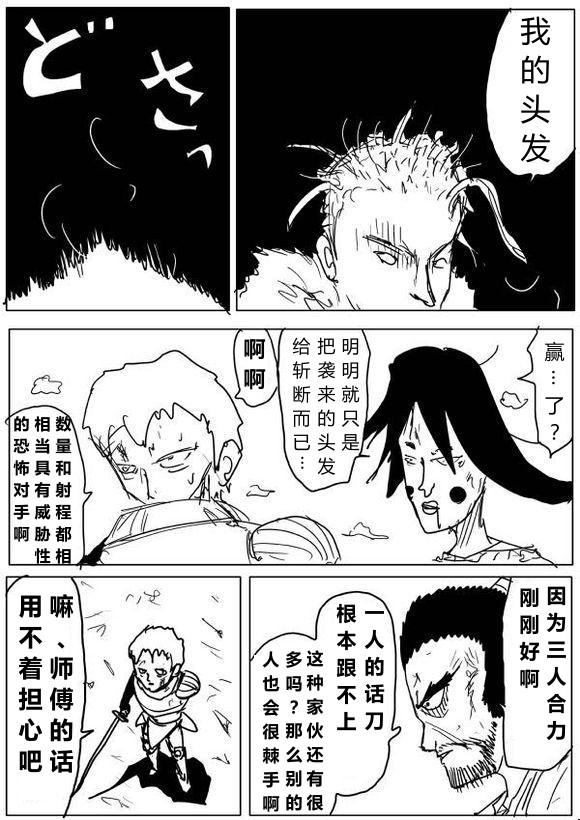 我的头发
どさっ
赢…了？
明明就只是
把袭来的头发
给斩断而已…
啊啊
数量和射程都相
相当具有威胁性
的恐怖对手啊
因为三人合力
刚刚好啊
一人的话刀
根本跟不上
这种家伙还有很
多吗？那么别的
人也会很棘手啊
嘛、师傅的话
用不着担心吧